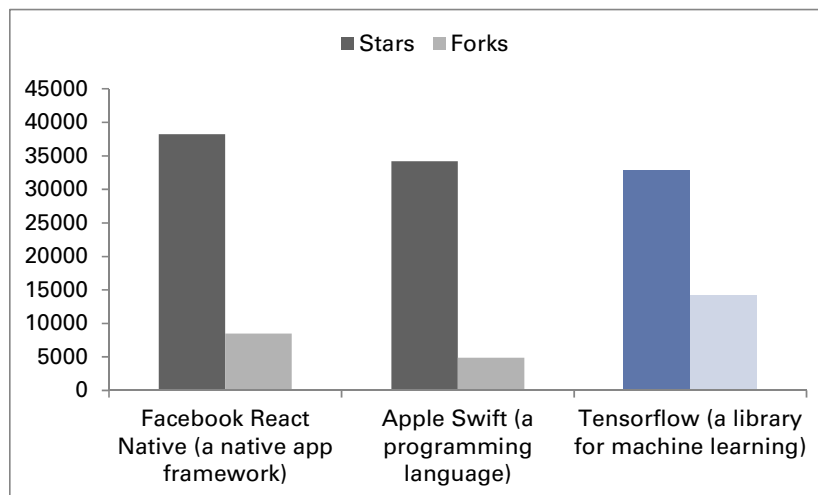 Stars Forks
45000
40000
35000
30000
25000
20000
15000
10000
5000
0
Facebook React
Native (a native app
framework)
Apple Swift (a
programming
language)
Tensorflow (a library
for machine learning)